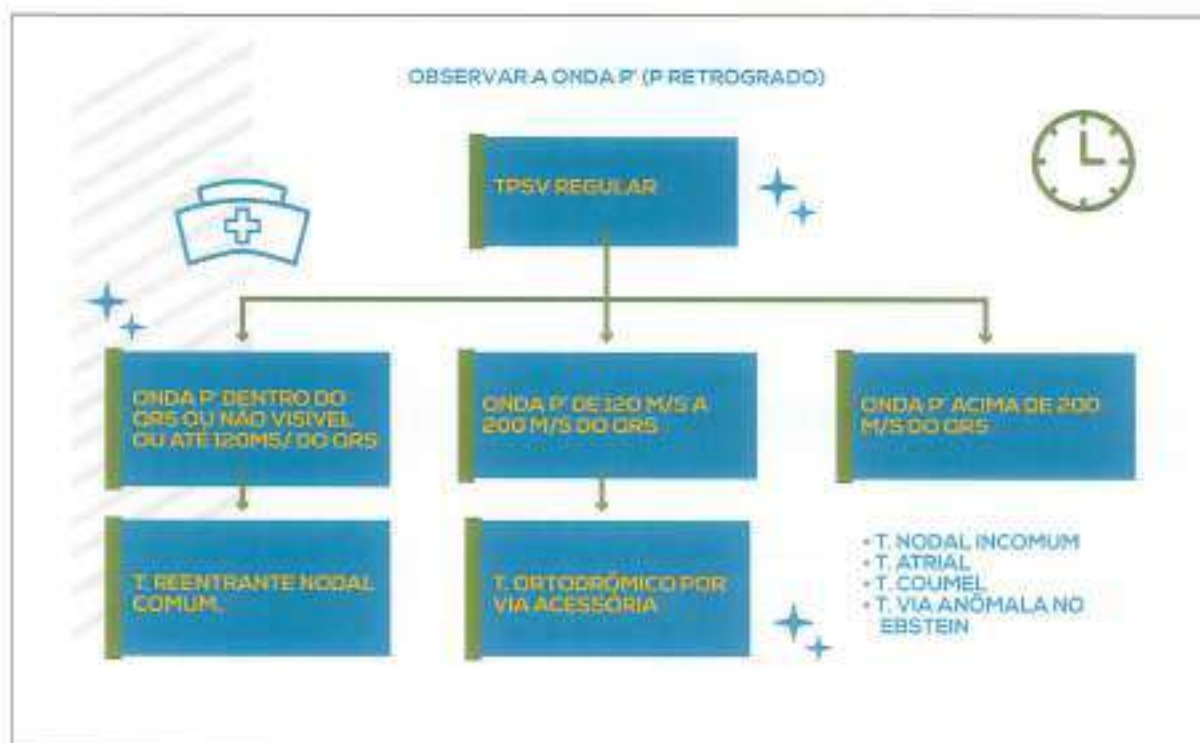 OBSERVAR A ONDA P' (P RETROGRADO)
TPSV REGULAR
ONDA P' DENTRO DO
QRS OU NÃO VISIVEL
OU ATÉ 120MS/ DO QRS
ONDA P' DE 120 M/S A
200 M/S DO QRS
ONDA P' ACIMA DE 200
M/S DO QRS
T. REENTRANTE NODAL
COMUM.
T. ORTODRÔMICO POR
VIA ACESSÓRIA
• T. NODAL INCOMUM
• T. ATRIAL
• T. COUMEL
• T. VIA ANÔMALA NO
EBSTEIN